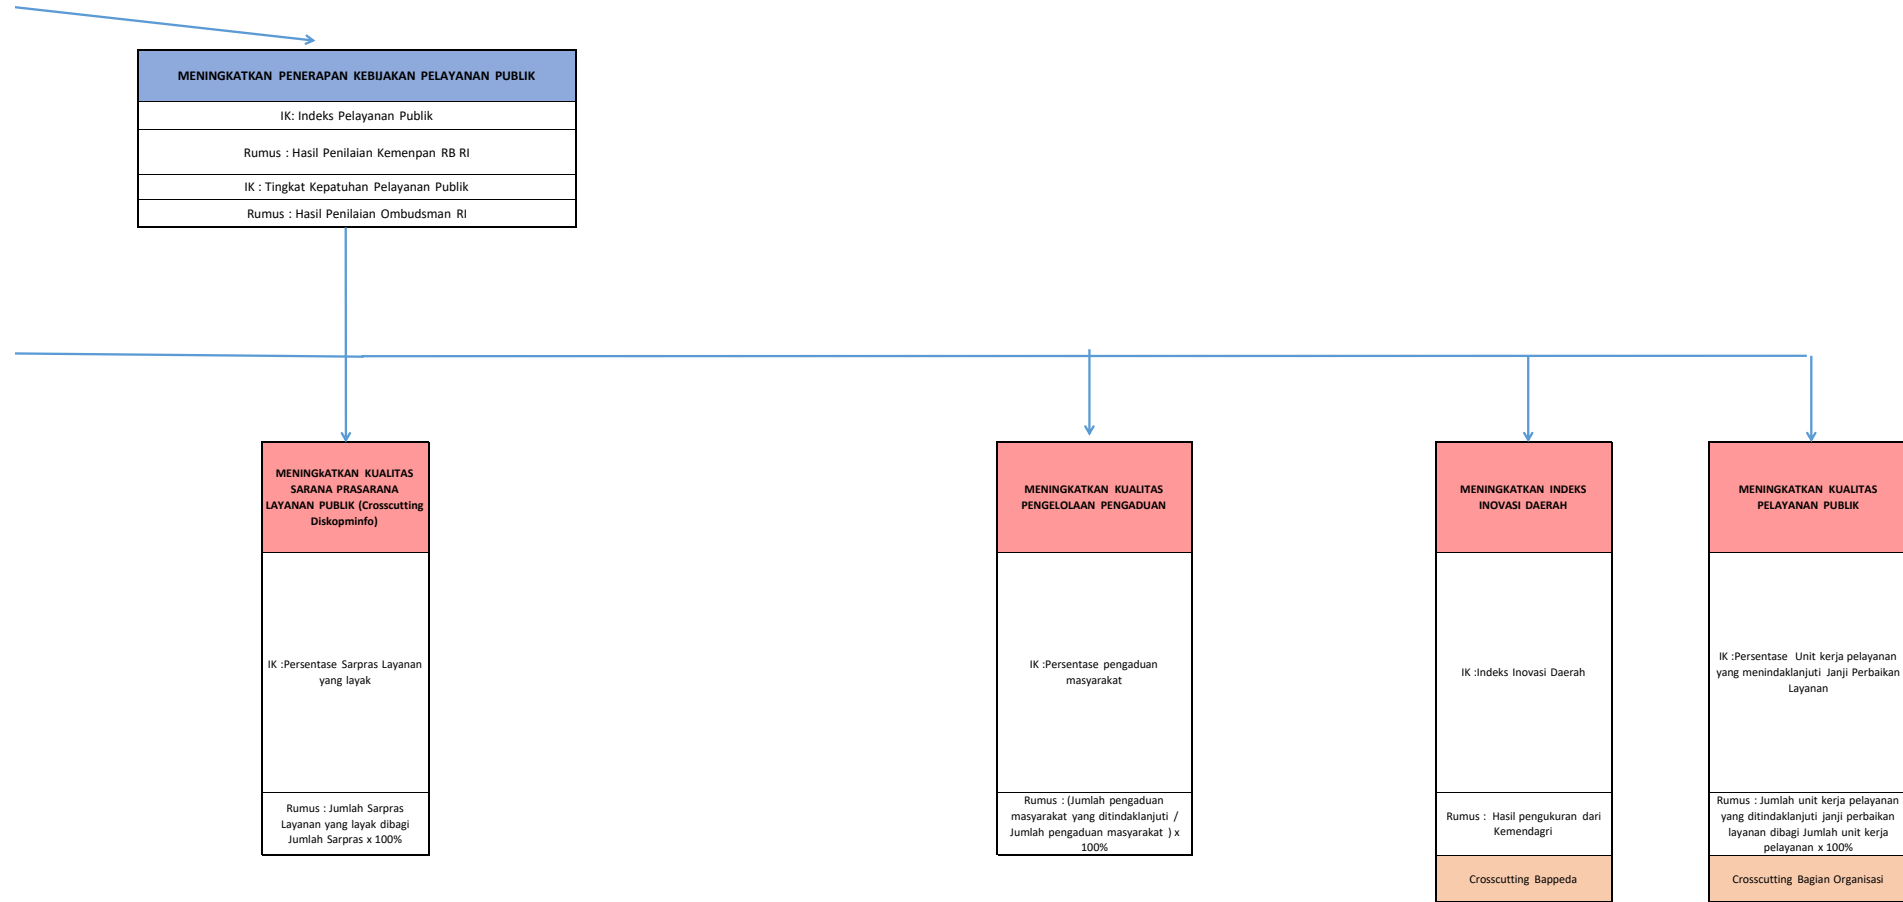 MENINGKATKAN PENERAPAN KEBIJAKAN PELAYANAN PUBLIK
IK: Indeks Pelayanan Publik
Rumus : Hasil Penilaian Kemenpan RB RI
IK : Tingkat Kepatuhan Pelayanan Publik
Rumus : Hasil Penilaian Ombudsman RI
MENINGkATKAN KUALITAS
SARANA PRASARANA
LAYANAN PUBLIK (Crosscutting
Diskopminfo)
IK :Persentase Sarpras Layanan
yang layak
Rumus : Jumlah Sarpras
Layanan yang layak dibagi
Jumlah Sarpras x 100%
MENINGKATKAN KUALITAS
PENGELOLAAN PENGADUAN
IK :Persentase pengaduan
masyarakat
Rumus : (Jumlah pengaduan
masyarakat yang ditindaklanjuti /
Jumlah pengaduan masyarakat ) x
100%
MENINGKATKAN INDEKS
INOVASI DAERAH
IK :Indeks Inovasi Daerah
Rumus : Hasil pengukuran dari
Kemendagri
Crosscutting Bappeda
MENINGKATKAN KUALITAS
PELAYANAN PUBLIK
IK :Persentase Unit kerja pelayanan
yang menindaklanjuti Janji Perbaikan
Layanan
Rumus : Jumlah unit kerja pelayanan
yang ditindaklanjuti janji perbaikan
layanan dibagi Jumlah unit kerja
pelayanan x 100%
Crosscutting Bagian Organisasi